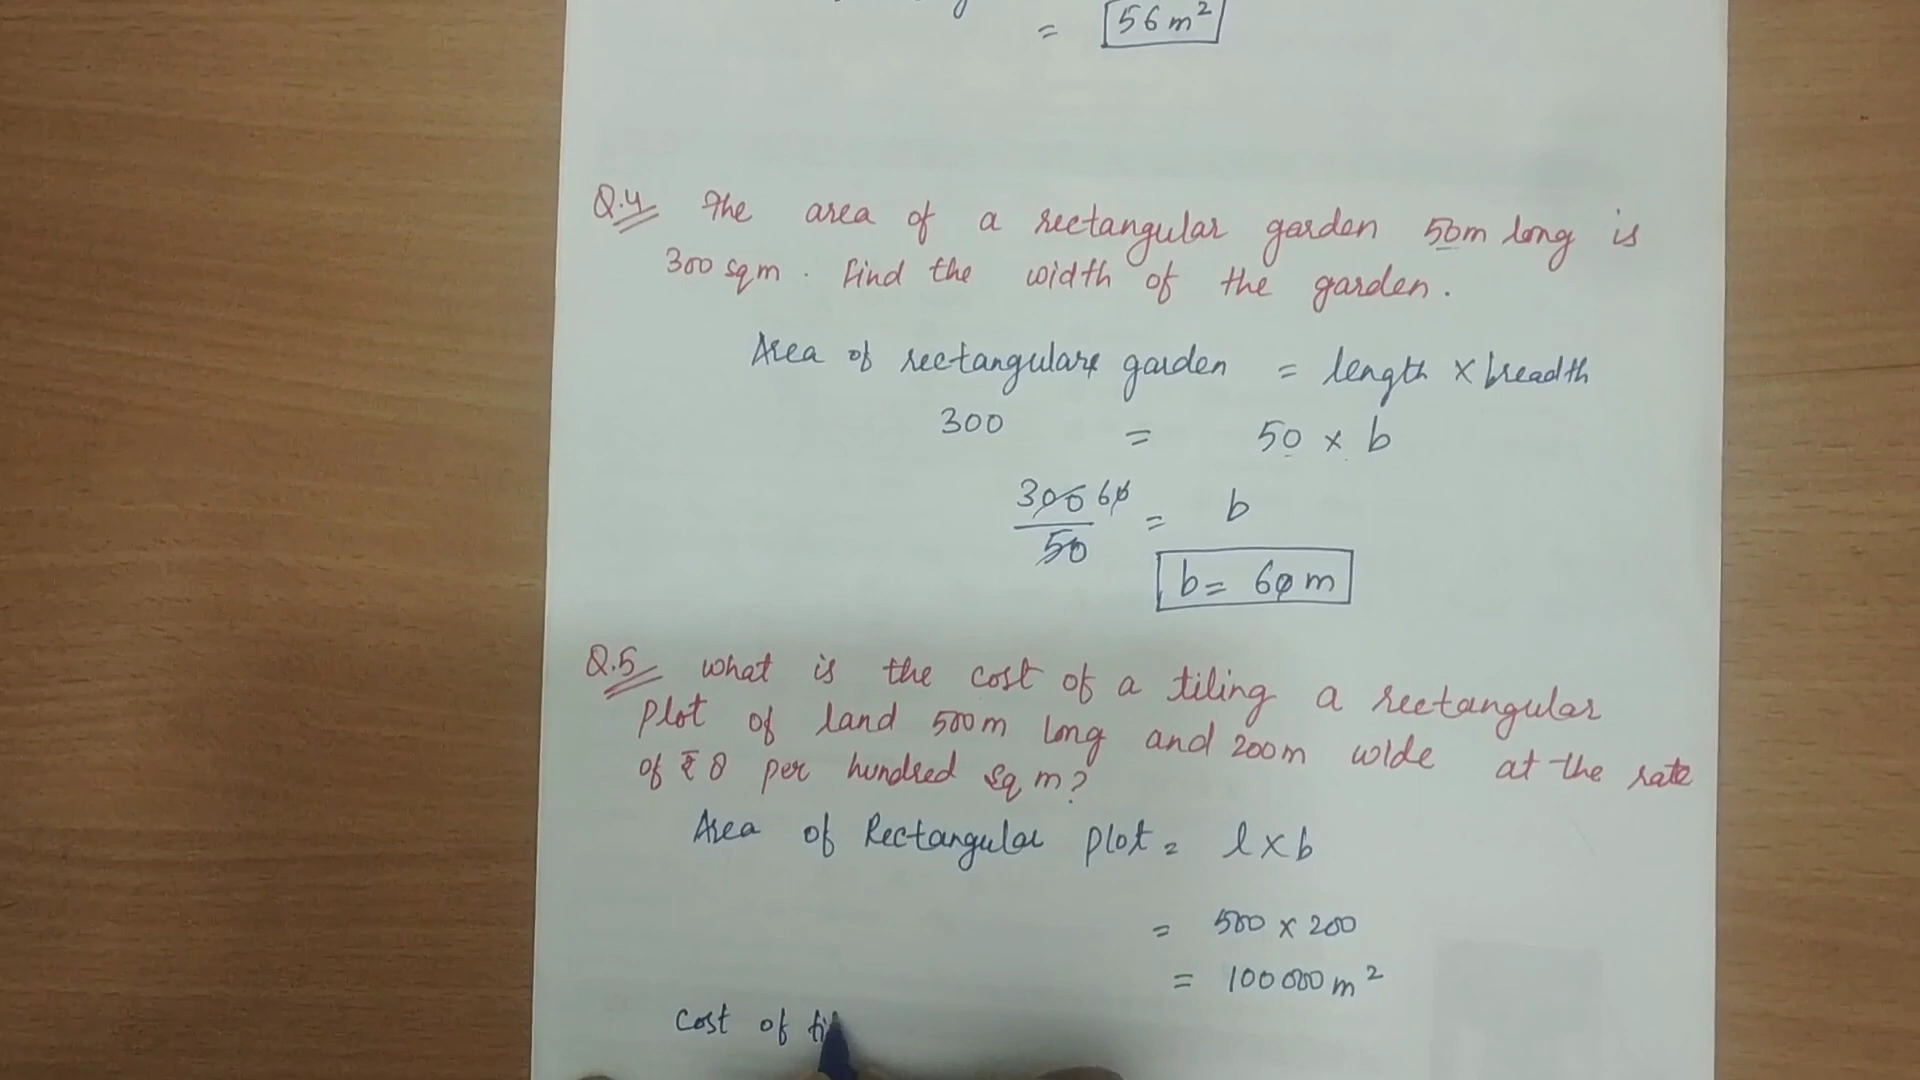 = 56 m²
Q.4 The area of a rectangular garden 50m long is
300 sq m. Find the width of the garden.
Area of rectangular garden = length × breadth
300 = 50 × b
300/50 6 = b
b = 6 m
Q.5 What is the cost of a tiling a rectangular
plot of land 500m long and 200m wide at the rate
of ₹ 8 per hundred sq m?
Area of Rectangular plot = l × b
= 500 × 200
= 100000 m²
Cost of